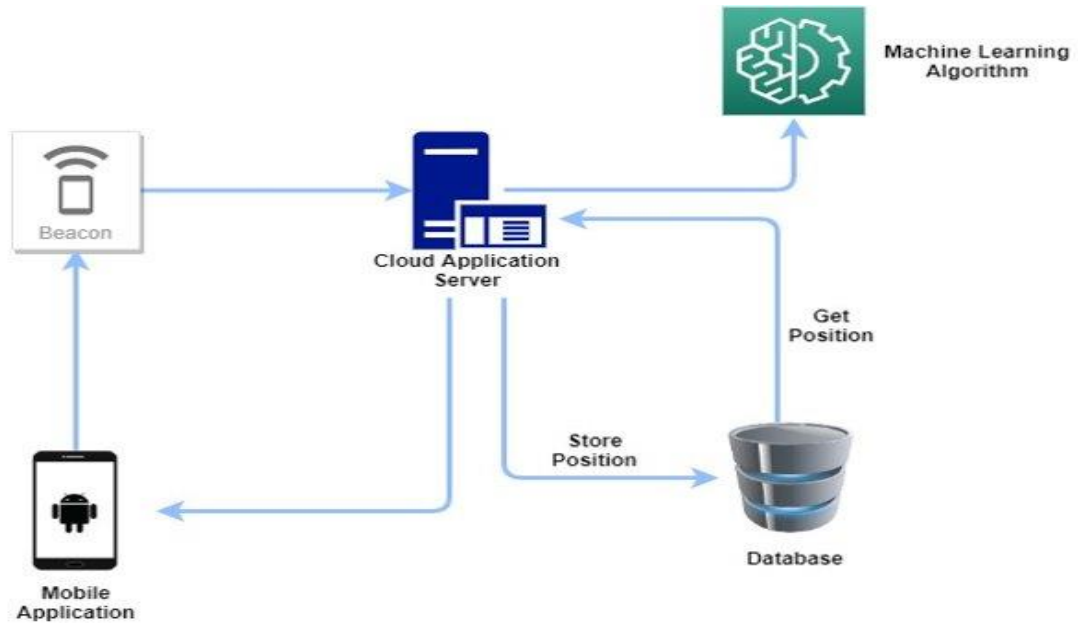 Machine Learning
Algorithm
Beacon
Cloud Application
Server
Get
Position
Store
Position
Database
Mobile
Application